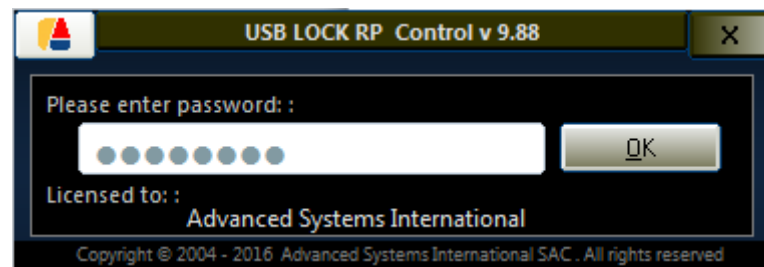 USB LOCK RP Control v 9.88
X
Please enter password: :
●●●●●●●●
OK
Licensed to: :
Advanced Systems International
Copyright © 2004 - 2016 Advanced Systems International SAC . All rights reserved